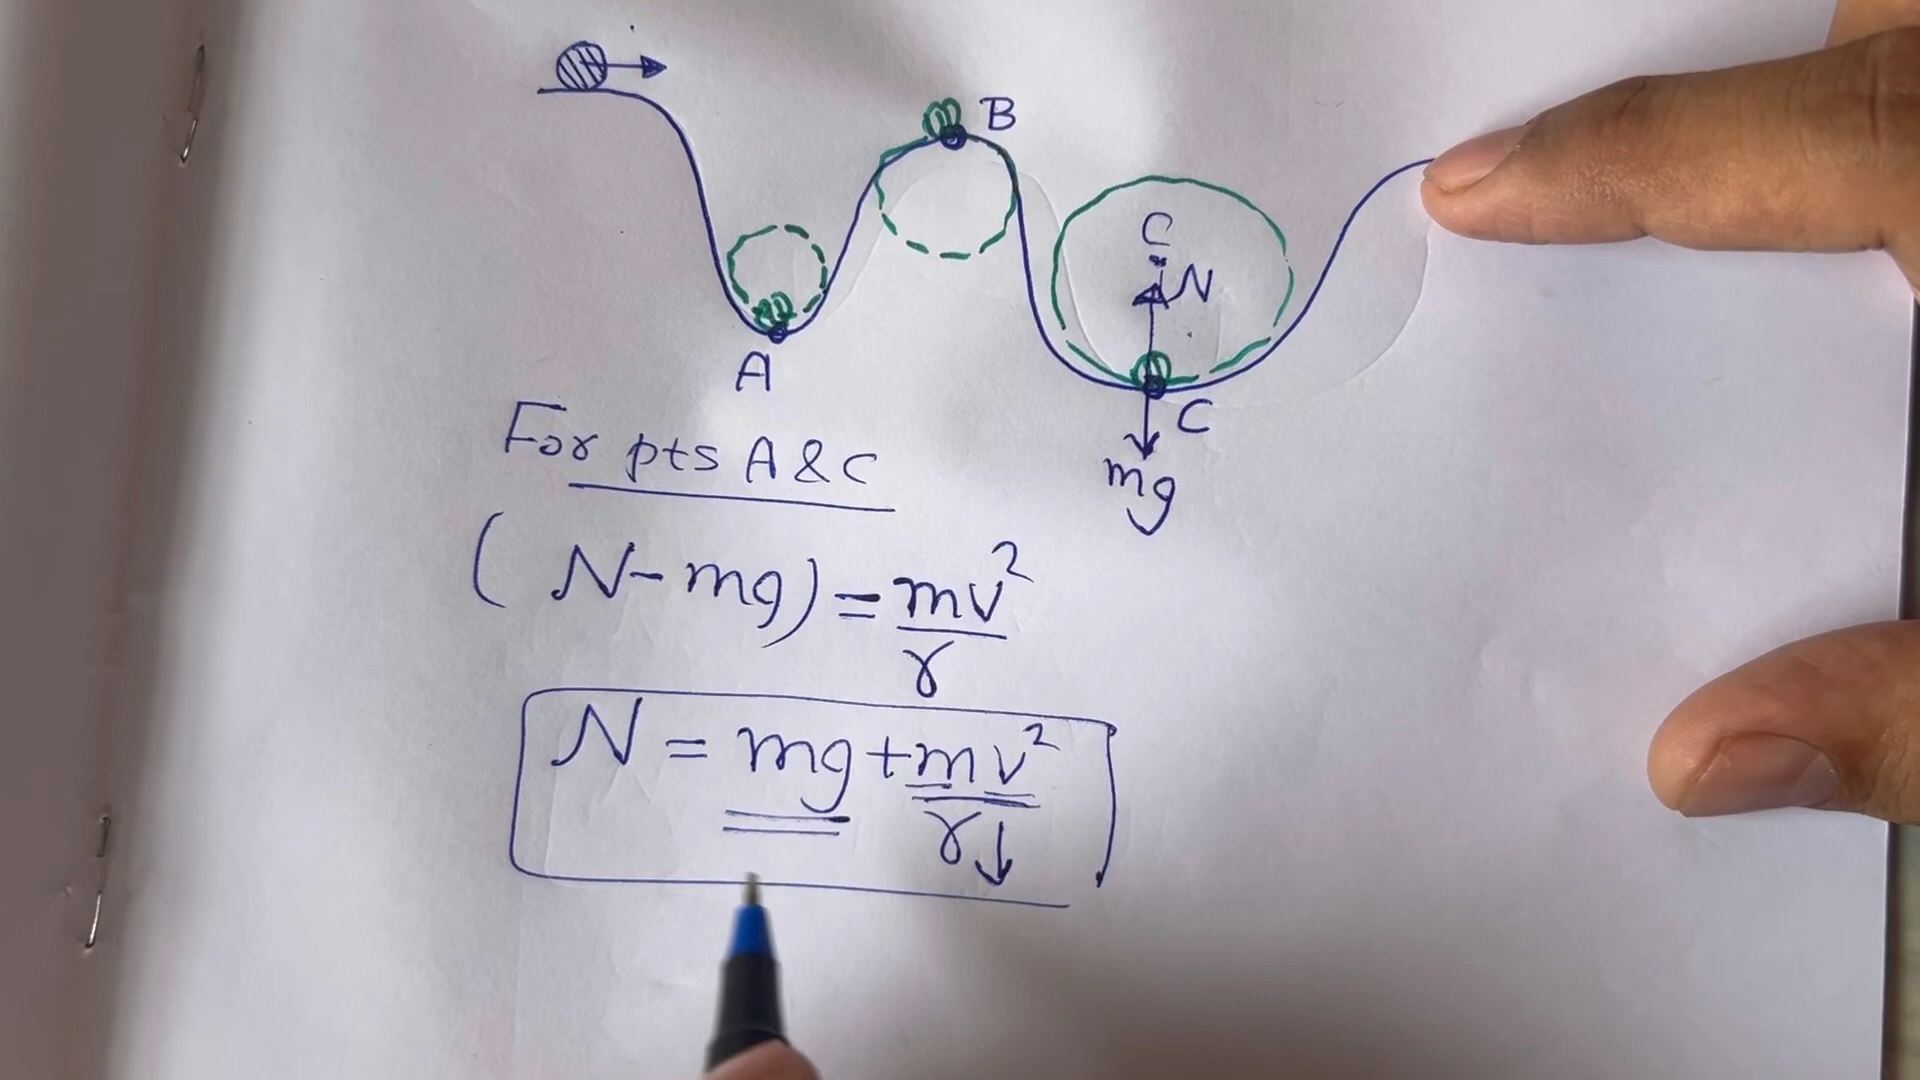 B
C
N
A
C
mg
For pts A & C
(N - mg) = mv²/r
N = mg + mv²/r↓